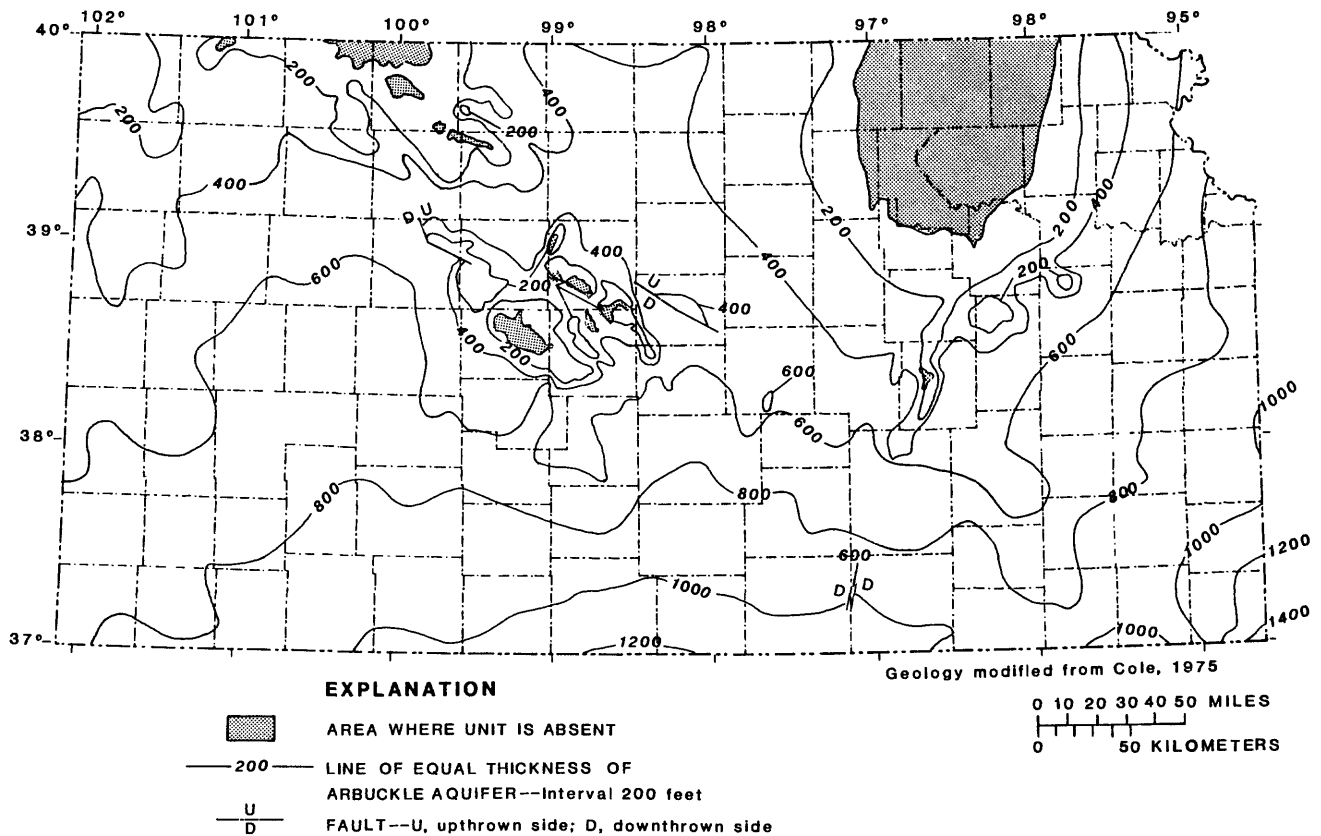 102° 101° 100° 99° 98° 97° 98° 95°
40°
200
400
200
200
400
200
400
D U
39°
200
400
200
400
600
200
400
U
D
400
200
400
200
600
600
1000
38°
600
800
800
800
600
1000
D D
1000
1200
1400
37°
1200
1000
Geology modified from Cole, 1975
EXPLANATION
AREA WHERE UNIT IS ABSENT
200 LINE OF EQUAL THICKNESS OF
ARBUCKLE AQUIFER--Interval 200 feet
U
D FAULT--U, upthrown side; D, downthrown side
0 10 20 30 40 50 MILES
0 50 KILOMETERS